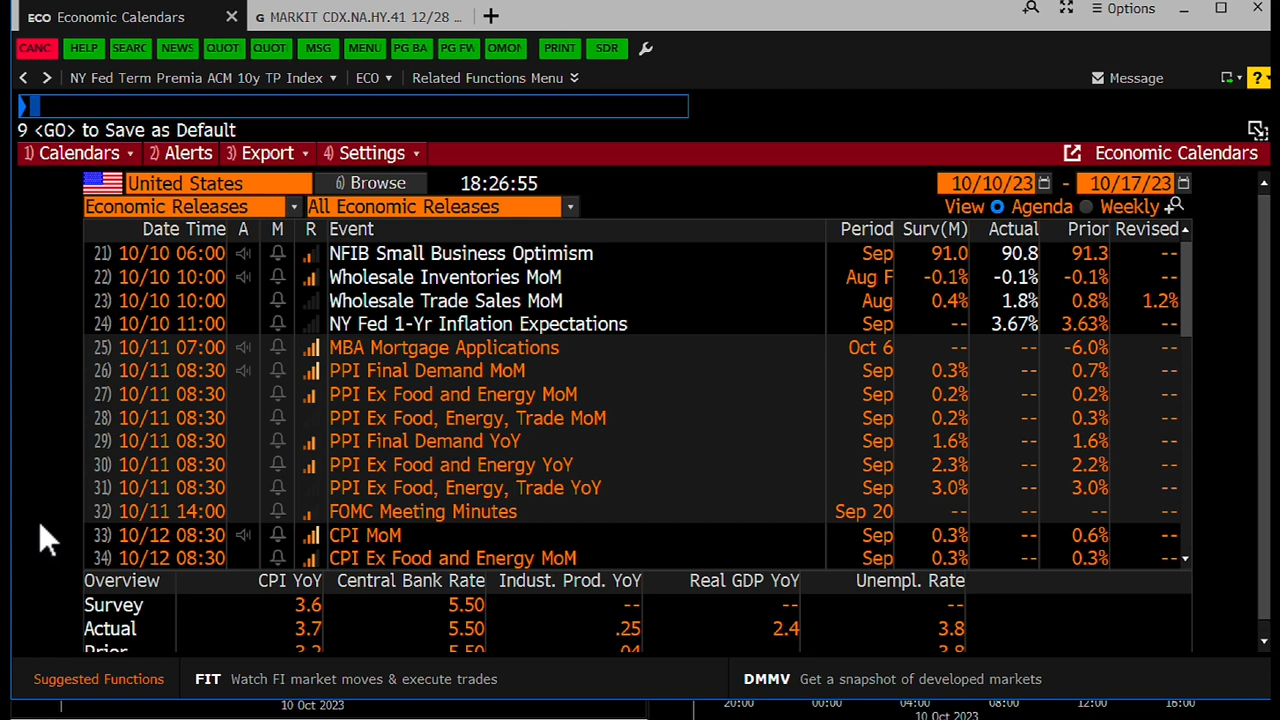 ECO Economic Calendars × G MARKIT CDX.NA.HY.41 12/28 ... + Options
CANC HELP SEARC NEWS QUOT QUOT MSG MENU PG BA PG FW OMON PRINT SDR
NY Fed Term Premia ACM 10y TP Index ECO Related Functions Menu Message ?
9 <GO> to Save as Default
1) Calendars 2) Alerts 3) Export 4) Settings Economic Calendars
United States 6) Browse 18:26:55 10/10/23 - 10/17/23
Economic Releases All Economic Releases View Agenda Weekly
Date Time A M R Event Period Surv(M) Actual Prior Revised
21) 10/10 06:00 NFIB Small Business Optimism Sep 91.0 90.8 91.3 --
22) 10/10 10:00 Wholesale Inventories MoM Aug F -0.1% -0.1% -0.1% --
23) 10/10 10:00 Wholesale Trade Sales MoM Aug 0.4% 1.8% 0.8% 1.2%
24) 10/10 11:00 NY Fed 1-Yr Inflation Expectations Sep -- 3.67% 3.63% --
25) 10/11 07:00 MBA Mortgage Applications Oct 6 -- -- -6.0% --
26) 10/11 08:30 PPI Final Demand MoM Sep 0.3% -- 0.7% --
27) 10/11 08:30 PPI Ex Food and Energy MoM Sep 0.2% -- 0.2% --
28) 10/11 08:30 PPI Ex Food, Energy, Trade MoM Sep 0.2% -- 0.3% --
29) 10/11 08:30 PPI Final Demand YoY Sep 1.6% -- 1.6% --
30) 10/11 08:30 PPI Ex Food and Energy YoY Sep 2.3% -- 2.2% --
31) 10/11 08:30 PPI Ex Food, Energy, Trade YoY Sep 3.0% -- 3.0% --
32) 10/11 14:00 FOMC Meeting Minutes Sep 20 -- -- -- --
33) 10/12 08:30 CPI MoM Sep 0.3% -- 0.6% --
34) 10/12 08:30 CPI Ex Food and Energy MoM Sep 0.3% -- 0.3% --
Overview CPI YoY Central Bank Rate Indust. Prod. YoY Real GDP YoY Unempl. Rate
Survey 3.6 5.50 -- -- --
Actual 3.7 5.50 .25 2.4 3.8
Prior 3.2 5.50 .04 3.8
Suggested Functions FIT Watch FI market moves & execute trades DMMV Get a snapshot of developed markets
10 Oct 2023 20:00 00:00 04:00 08:00 12:00 16:00
10 Oct 2023